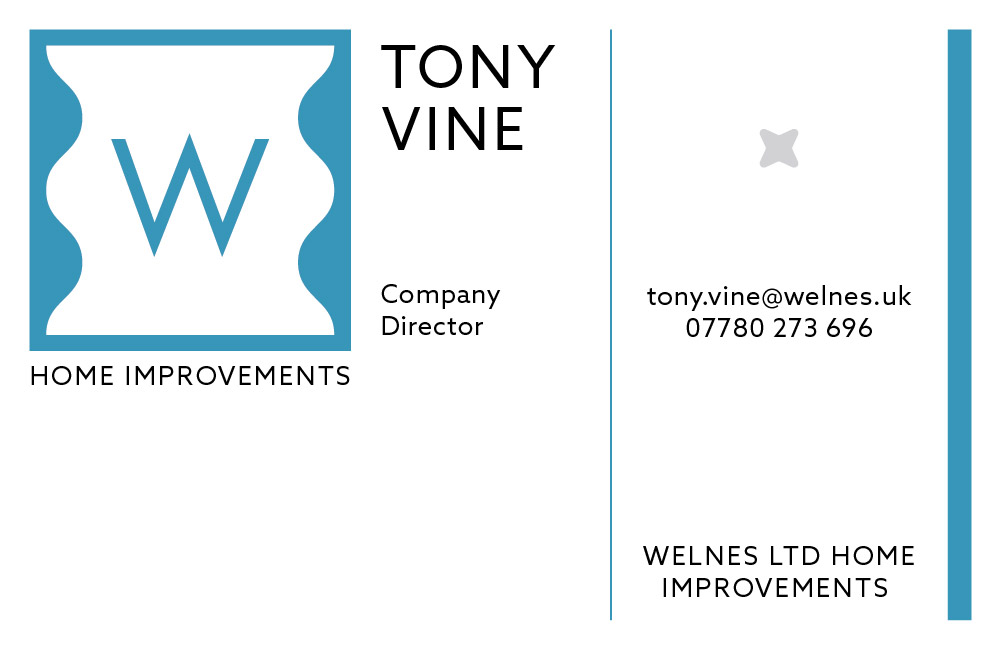 W
HOME IMPROVEMENTS
TONY
VINE
Company
Director
tony.vine@welnes.uk
07780 273 696
WELNES LTD HOME
IMPROVEMENTS